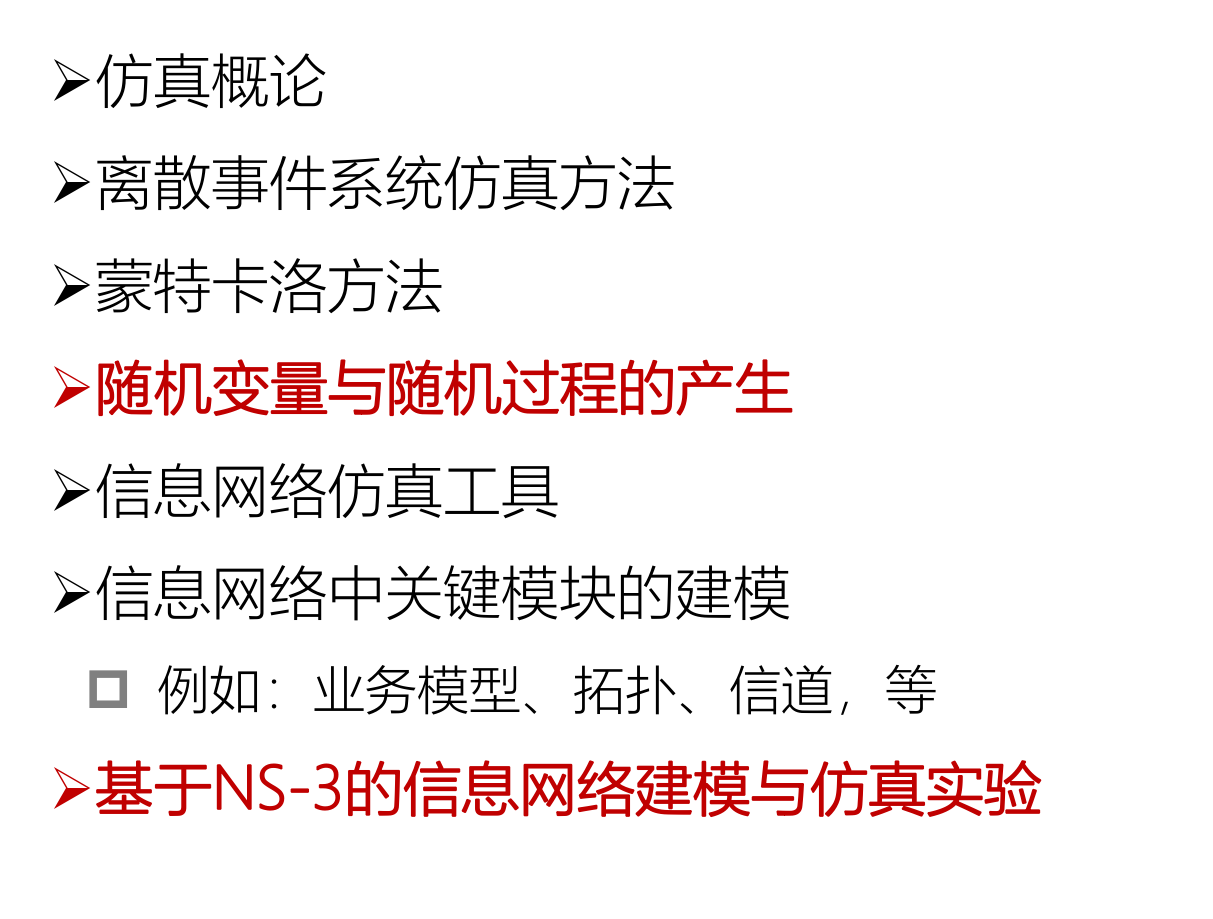 ➢仿真概论
➢离散事件系统仿真方法
➢蒙特卡洛方法
➢随机变量与随机过程的产生
➢信息网络仿真工具
➢信息网络中关键模块的建模
❑ 例如：业务模型、拓扑、信道，等
➢基于NS-3的信息网络建模与仿真实验